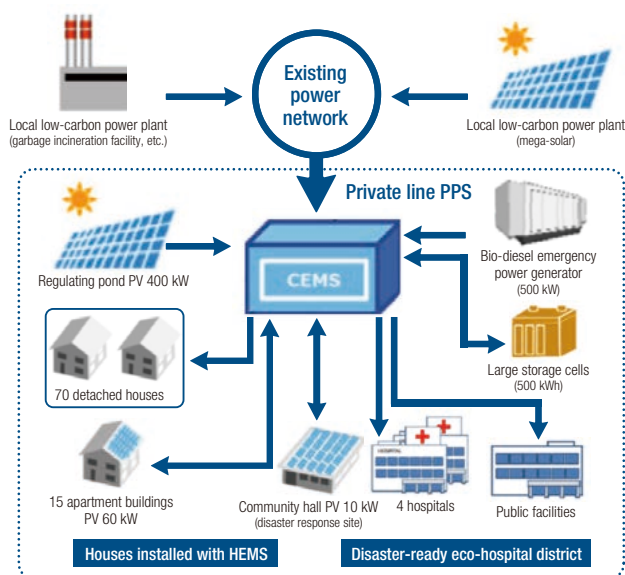 Existing
power
network
Local low-carbon power plant
(garbage incineration facility, etc.)
Local low-carbon power plant
(mega-solar)
Private line PPS
Regulating pond PV 400 kW
CEMS
Bio-diesel emergency
power generator
(500 kW)
Large storage cells
(500 kWh)
70 detached houses
15 apartment buildings
PV 60 kW
Community hall PV 10 kW
(disaster response site)
HOSPITAL
4 hospitals
Public facilities
Houses installed with HEMS
Disaster-ready eco-hospital district